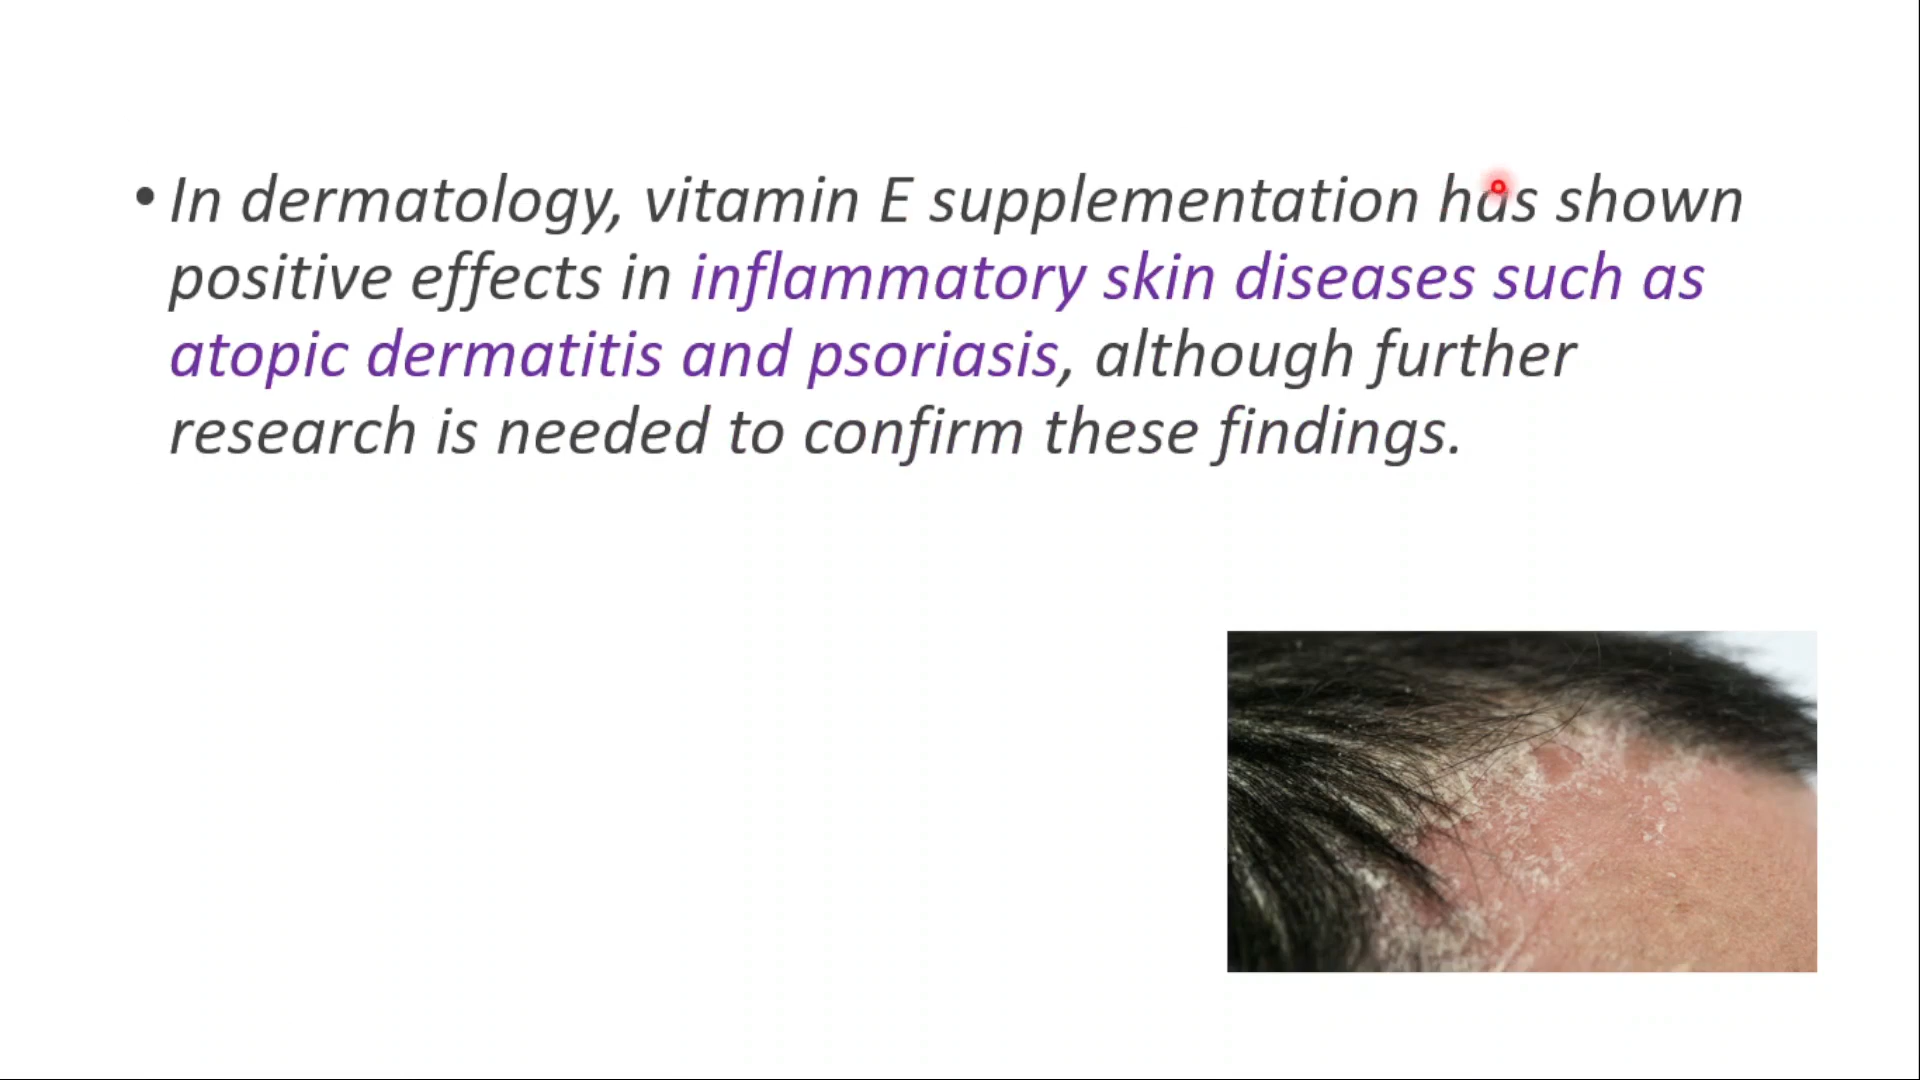 • In dermatology, vitamin E supplementation has shown
positive effects in inflammatory skin diseases such as
atopic dermatitis and psoriasis, although further
research is needed to confirm these findings.